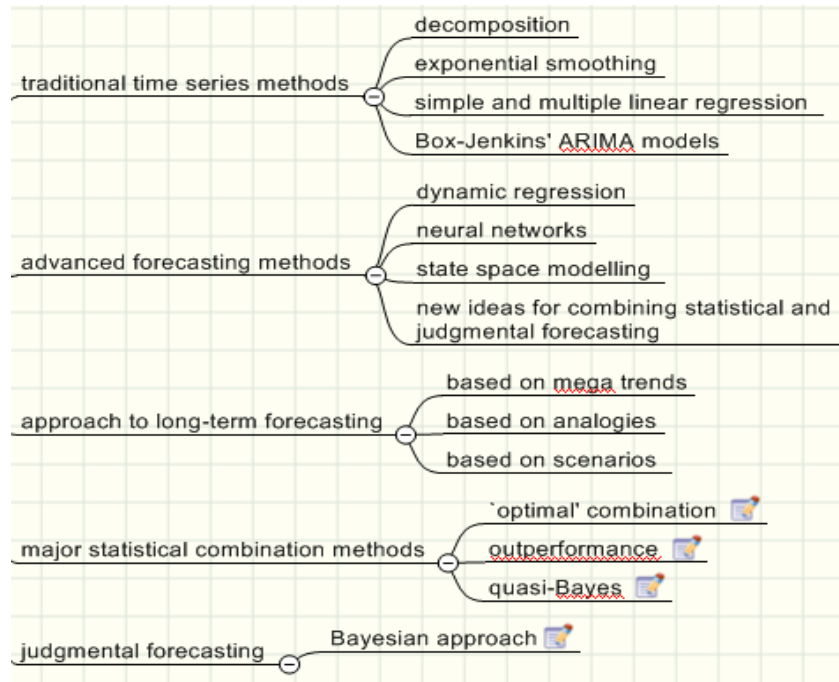 traditional time series methods
decomposition
exponential smoothing
simple and multiple linear regression
Box-Jenkins' ARIMA models
advanced forecasting methods
dynamic regression
neural networks
state space modelling
new ideas for combining statistical and
judgmental forecasting
approach to long-term forecasting
based on mega trends
based on analogies
based on scenarios
major statistical combination methods
`optimal' combination
outperformance
quasi-Bayes
judgmental forecasting
Bayesian approach